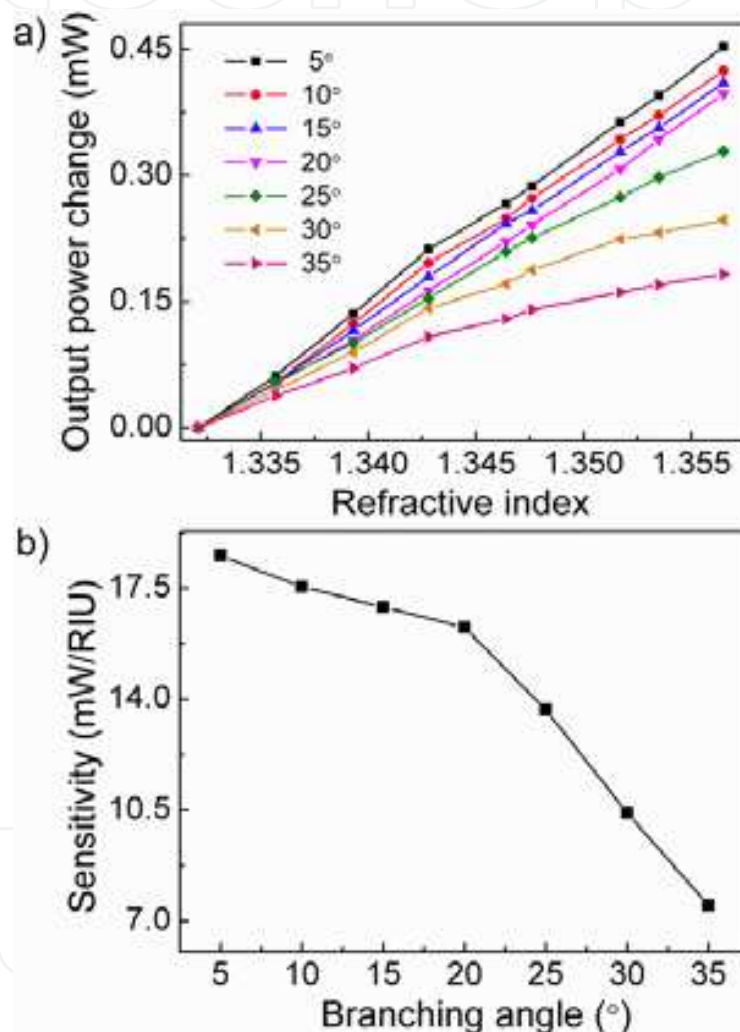 a)
Output power change (mW)
0.45
0.30
0.15
0.00
5°
10°
15°
20°
25°
30°
35°
1.335 1.340 1.345 1.350 1.355
Refractive index
b)
Sensitivity (mW/RIU)
17.5
14.0
10.5
7.0
5 10 15 20 25 30 35
Branching angle (°)